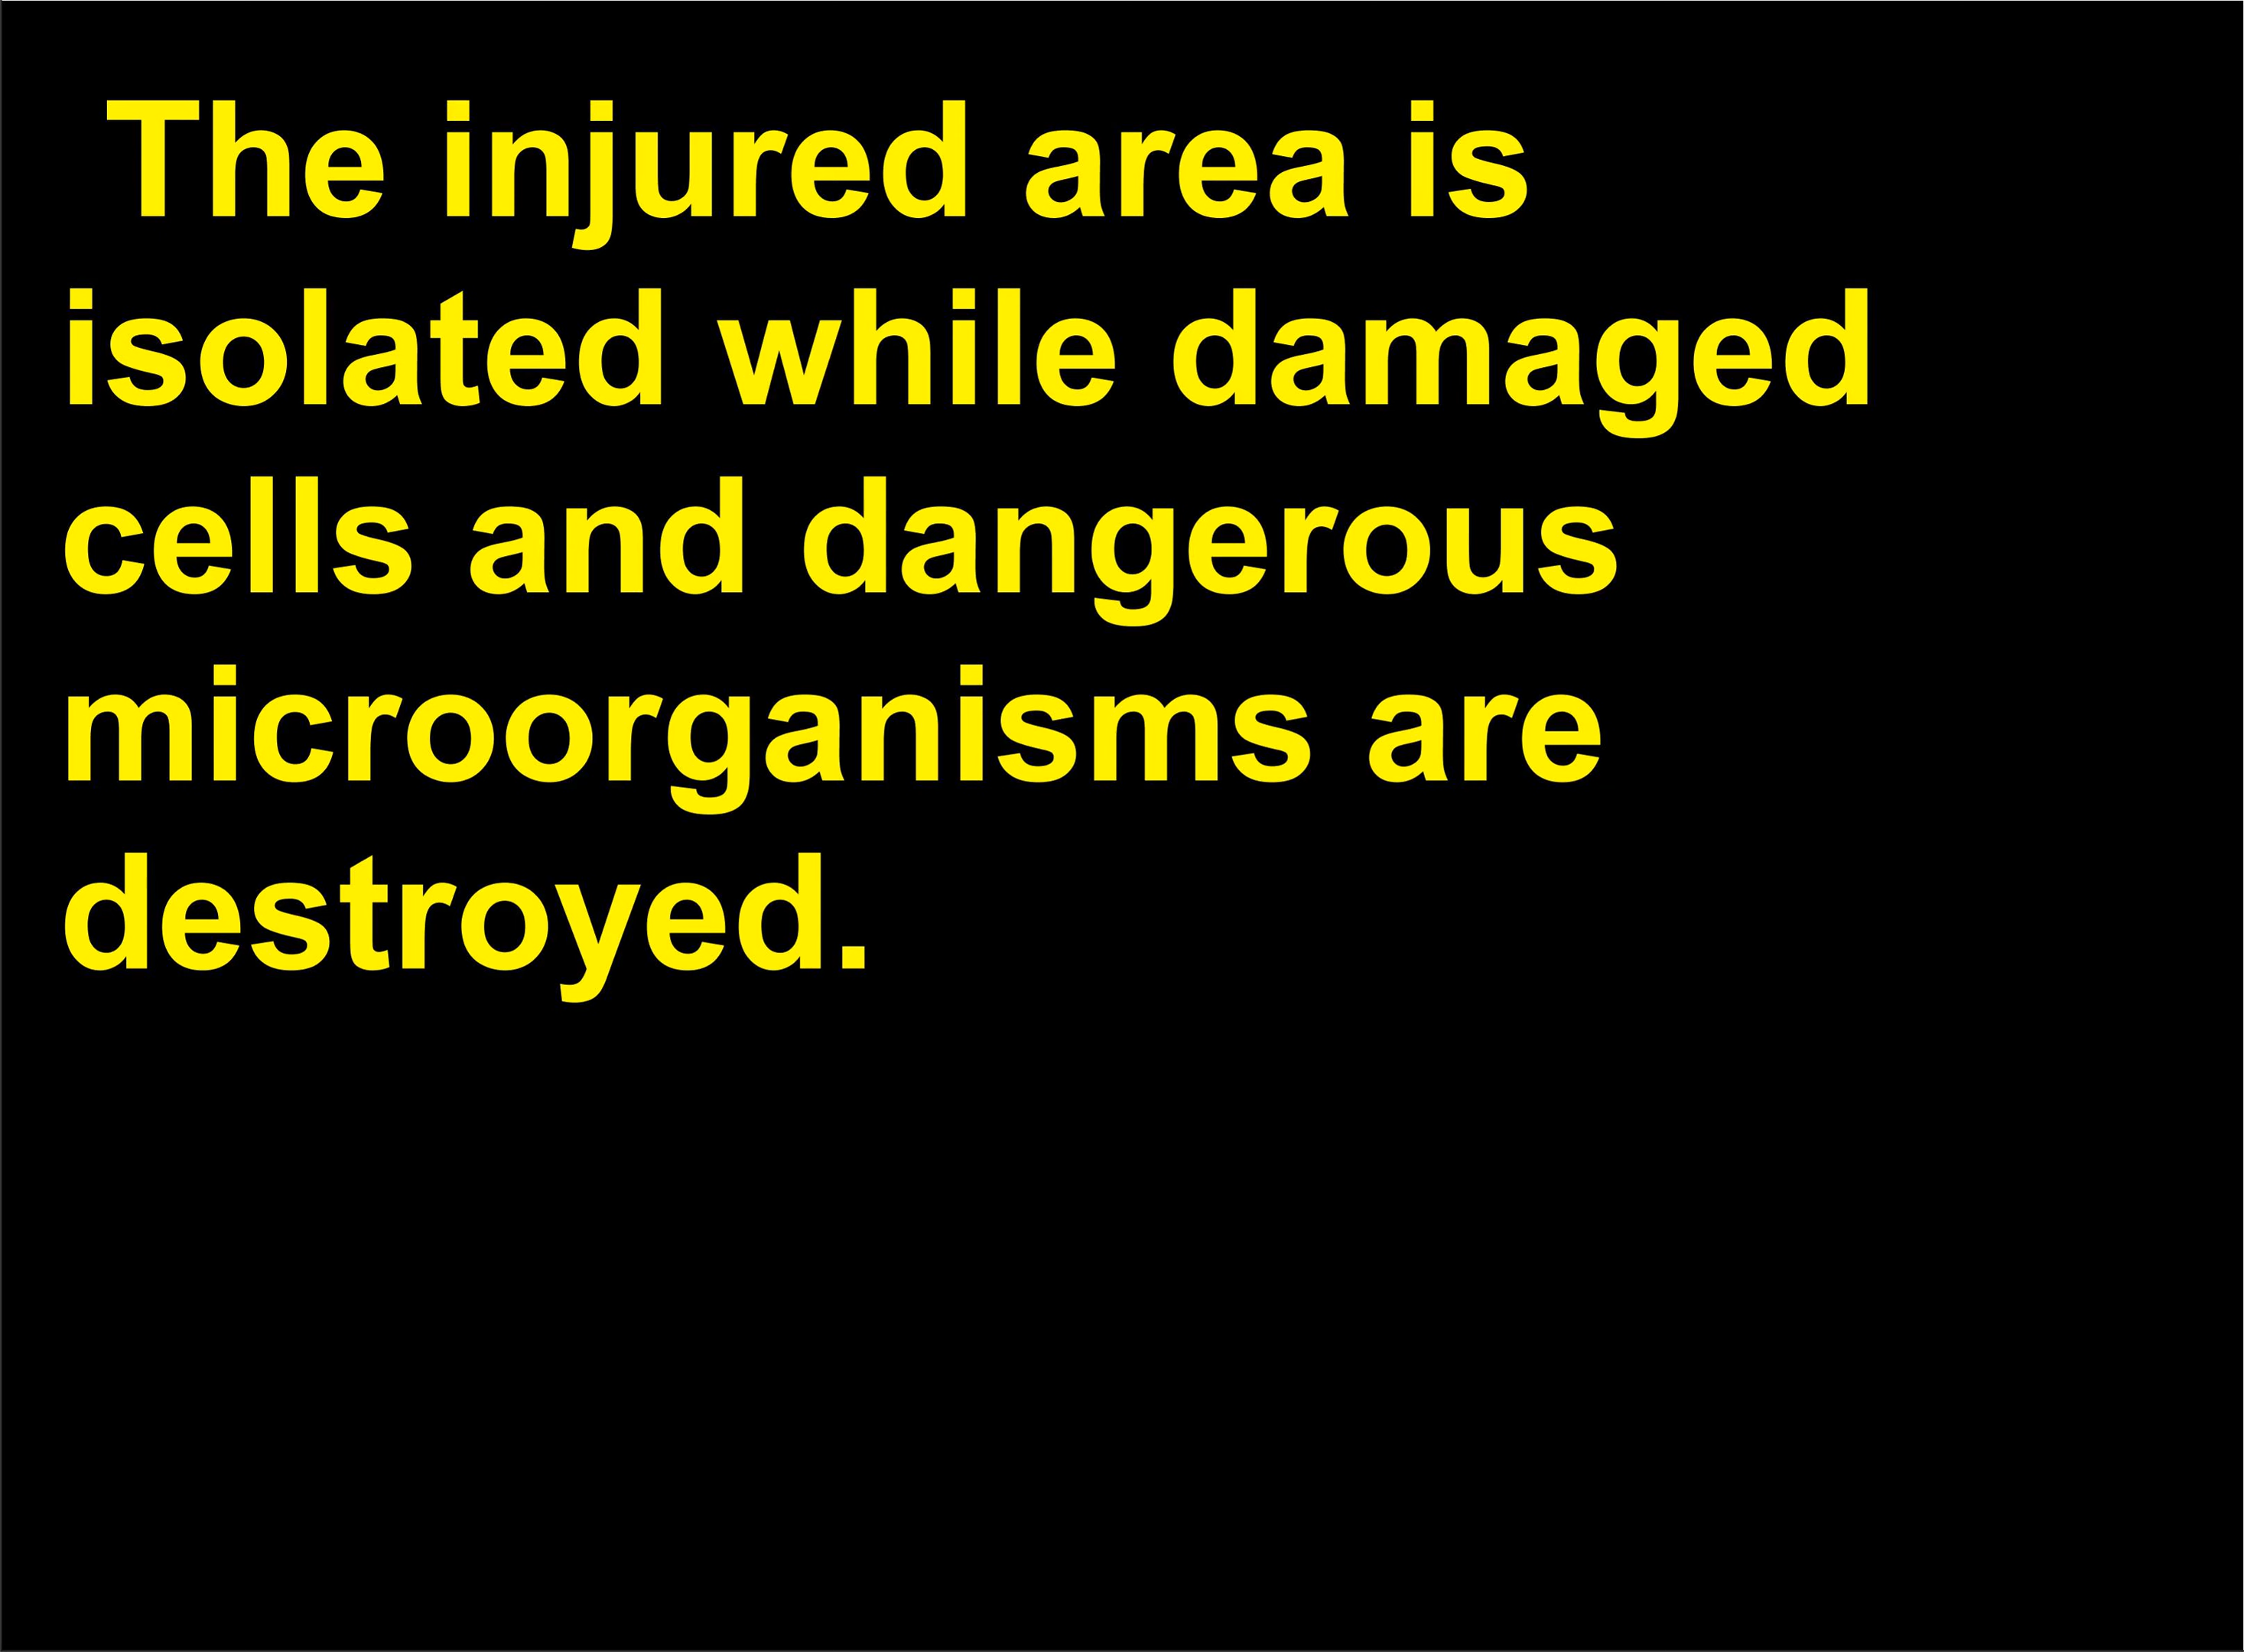 The injured area is
isolated while damaged
cells and dangerous
microorganisms are
destroyed.